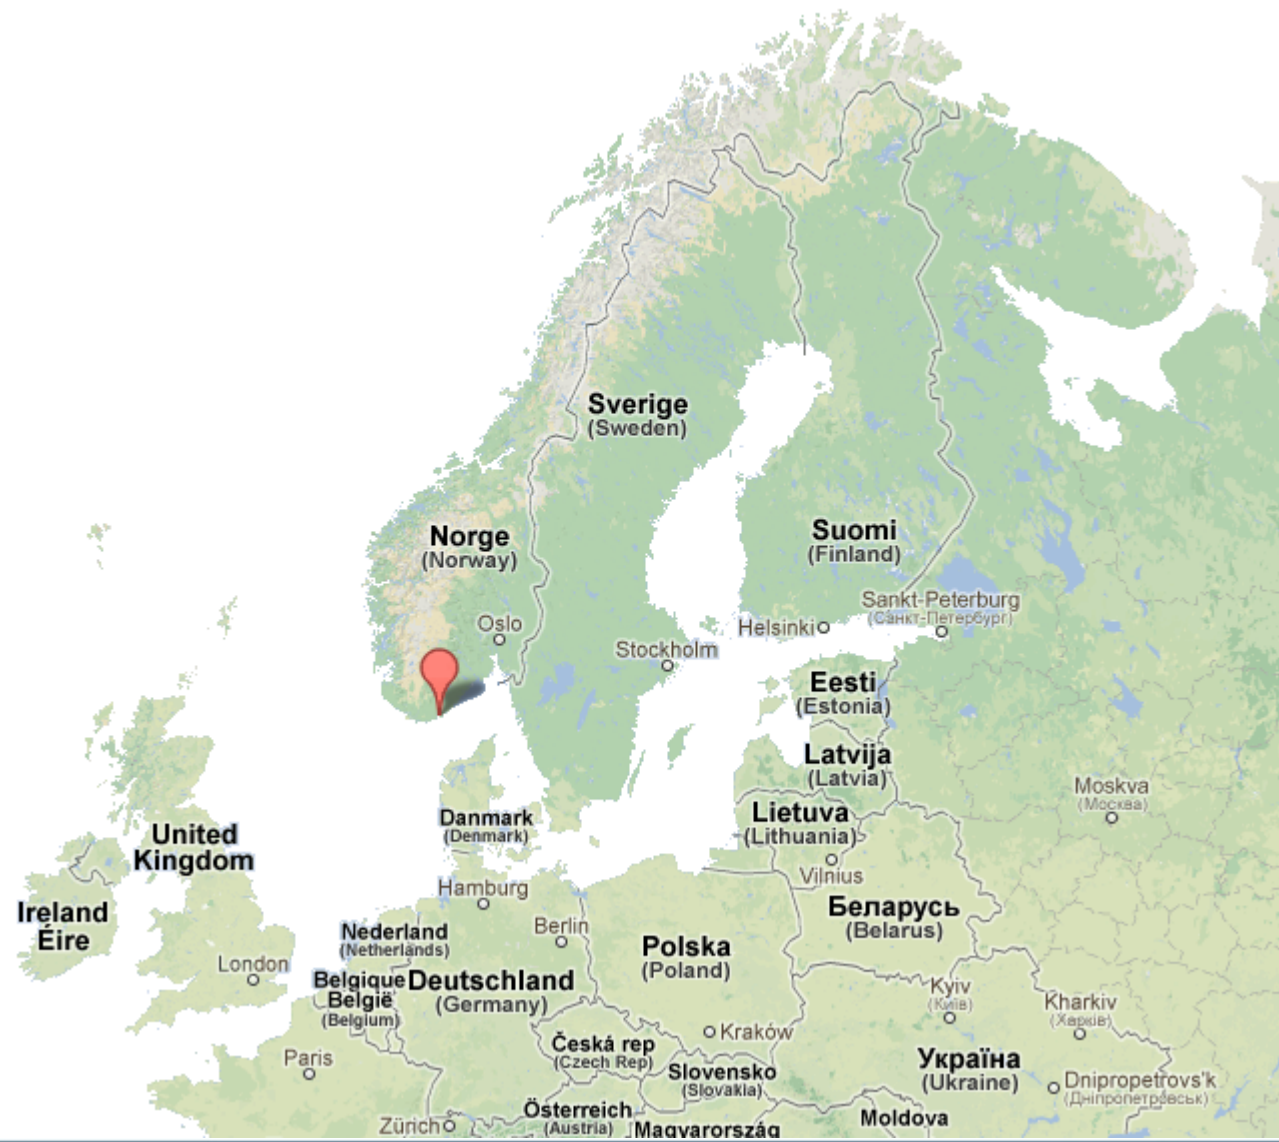 Sverige
(Sweden)
Norge
(Norway)
Suomi
(Finland)
Oslo
Sankt-Peterburg
(Санкт-Петербург)
Helsinki
Stockholm
Eesti
(Estonia)
Latvija
(Latvia)
Moskva
(Москва)
Lietuva
(Lithuania)
Danmark
(Denmark)
United
Kingdom
Vilnius
Hamburg
Беларусь
(Belarus)
Ireland
Éire
Nederland
(Netherlands)
Berlin
Polska
(Poland)
London
Belgique
België
(Belgium)
Deutschland
(Germany)
Kyiv
(Київ)
Kharkiv
(Харків)
Kraków
Česká rep
(Czech Rep)
Paris
Slovensko
(Slovakia)
Україна
(Ukraine)
Dnipropetrovs'k
(Дніпропетровськ)
Österreich
(Austria)
Zürich
Magyarország
Moldova